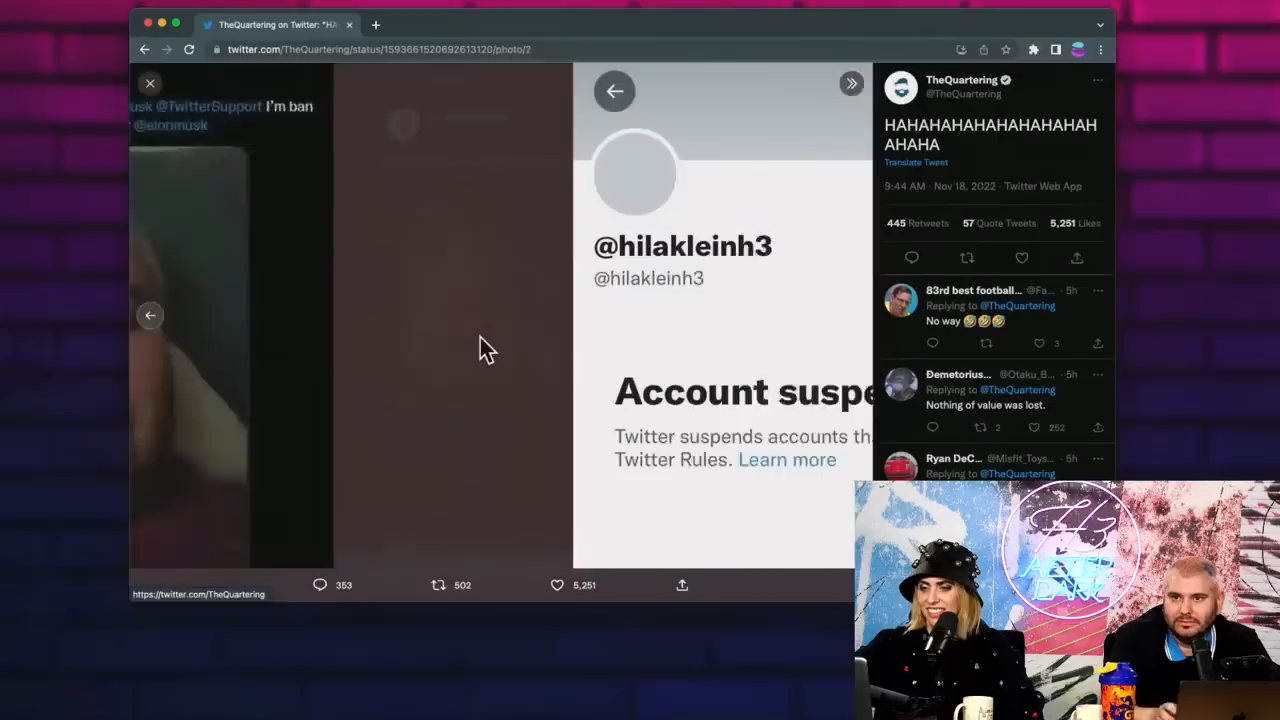 TheQuartering on Twitter: "HA
twitter.com/TheQuartering/status/1593661520692613120/photo/2
usk @TwitterSupport I'm ban
@elonmusk
@hilakleinh3
@hilakleinh3
Account suspe
Twitter suspends accounts th
Twitter Rules. Learn more
353
502
5,251
https://twitter.com/TheQuartering
TheQuartering
@TheQuartering
HAHAHAHAHAHAHAHAHAH
AHAHA
Translate Tweet
9:44 AM · Nov 18, 2022 · Twitter Web App
445 Retweets 57 Quote Tweets 5,251 Likes
83rd best football... @Fa... · 5h
Replying to @TheQuartering
No way 🤣🤣🤣
3
Đemetorius... @Otaku_B... · 5h
Replying to @TheQuartering
Nothing of value was lost.
2 252
Ryan DeC... @Misfit_Toys... · 5h
Replying to @TheQuartering
H3
AFTER
DARK